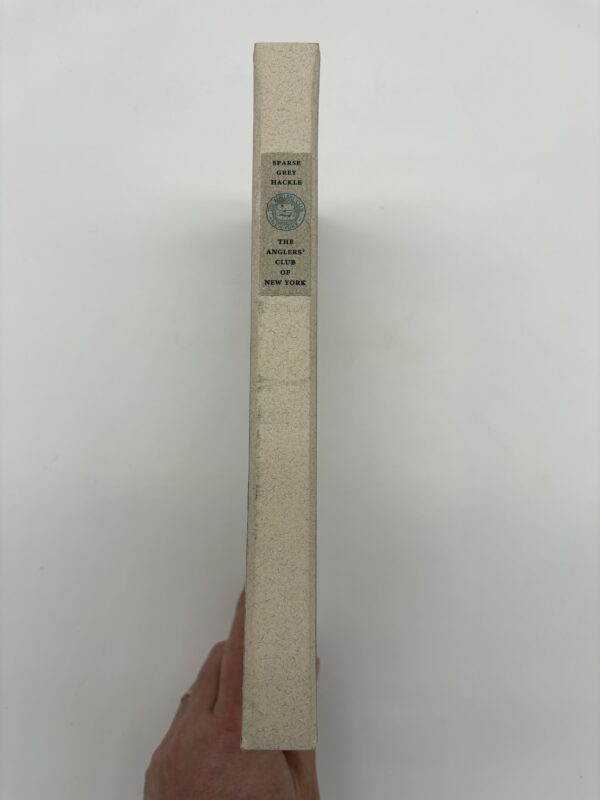 SPARSE
GREY
HACKLE
THE
ANGLERS'
CLUB
OF
NEW YORK